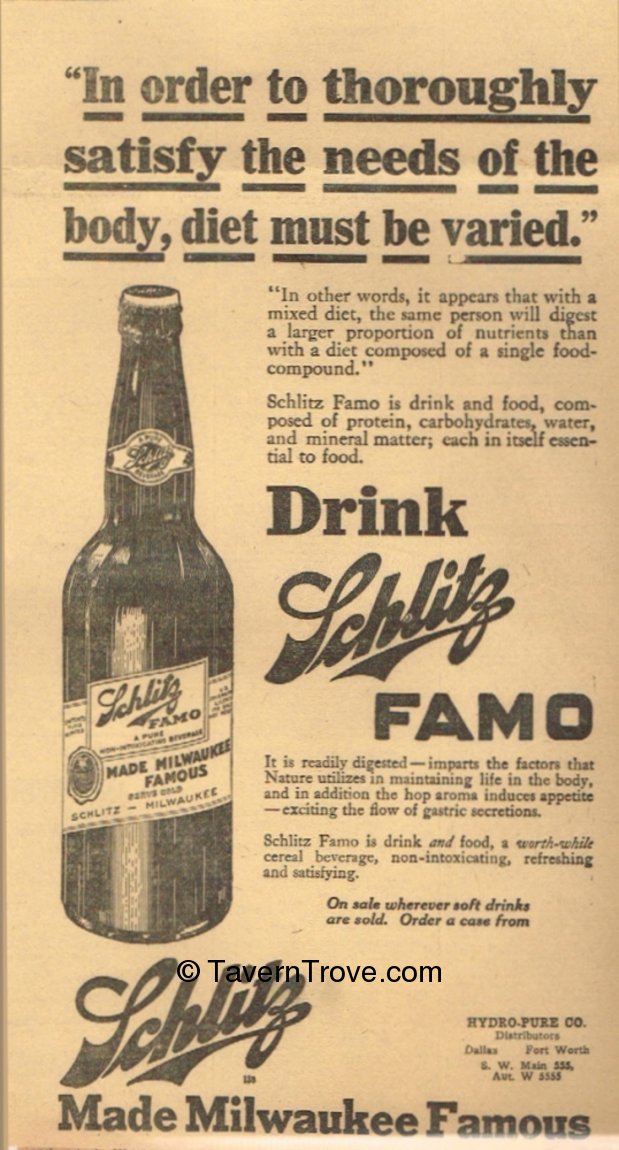 “In order to thoroughly
satisfy the needs of the
body, diet must be varied.”
“In other words, it appears that with a
mixed diet, the same person will digest
a larger proportion of nutrients than
with a diet composed of a single food-
compound.”
Schlitz Famo is drink and food, com-
posed of protein, carbohydrates, water,
and mineral matter; each in itself essen-
tial to food.
A PURE
Schlitz
BEVERAGE
Drink
Schlitz
FAMO
Schlitz
FAMO
A PURE
NON-INTOXICATING BEVERAGE
MADE MILWAUKEE
FAMOUS
SERVE COLD
SCHLITZ — MILWAUKEE
It is readily digested—imparts the factors that
Nature utilizes in maintaining life in the body,
and in addition the hop aroma induces appetite
—exciting the flow of gastric secretions.
Schlitz Famo is drink and food, a worth-while
cereal beverage, non-intoxicating, refreshing
and satisfying.
On sale wherever soft drinks
are sold. Order a case from
© TavernTrove.com
Schlitz
HYDRO-PURE CO.
Distributors
Dallas Fort Worth
S. W. Main 555,
Aut. W 5555
Made Milwaukee Famous